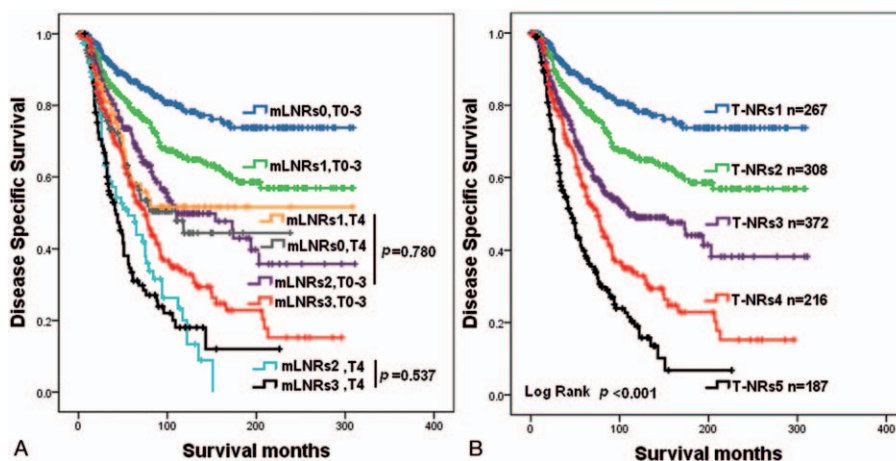 Disease Specific Survival
1.0
0.8
0.6
0.4
0.2
0.0
mLNRs0,T0-3
mLNRs1,T0-3
mLNRs1,T4
mLNRs0,T4
p=0.780
mLNRs2,T0-3
mLNRs3,T0-3
mLNRs2 ,T4
p=0.537
mLNRs3 ,T4
0 100 200 300 400
A
Survival months
Disease Specific Survival
1.0
0.8
0.6
0.4
0.2
0.0
T-NRs1 n=267
T-NRs2 n=308
T-NRs3 n=372
T-NRs4 n=216
T-NRs5 n=187
Log Rank p <0.001
0 100 200 300 400
B
Survival months